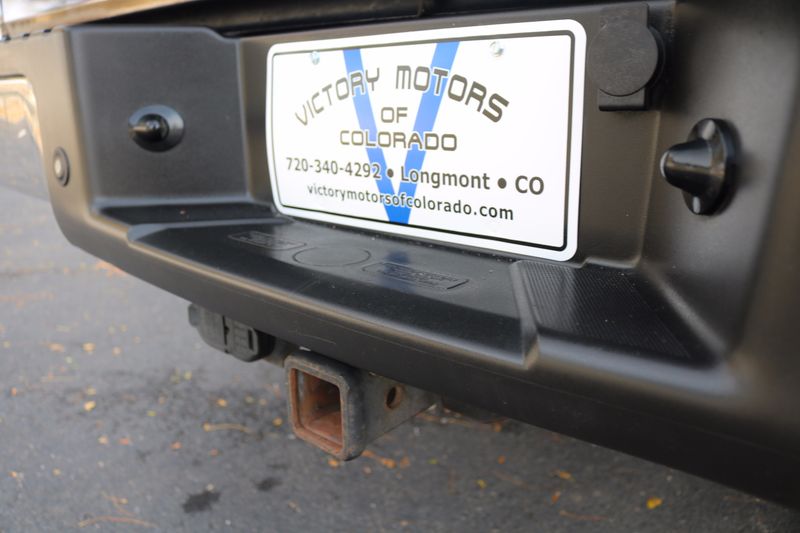 VICTORY MOTORS
OF
COLORADO
720-340-4292 • Longmont • CO
victorymotorsofcolorado.com